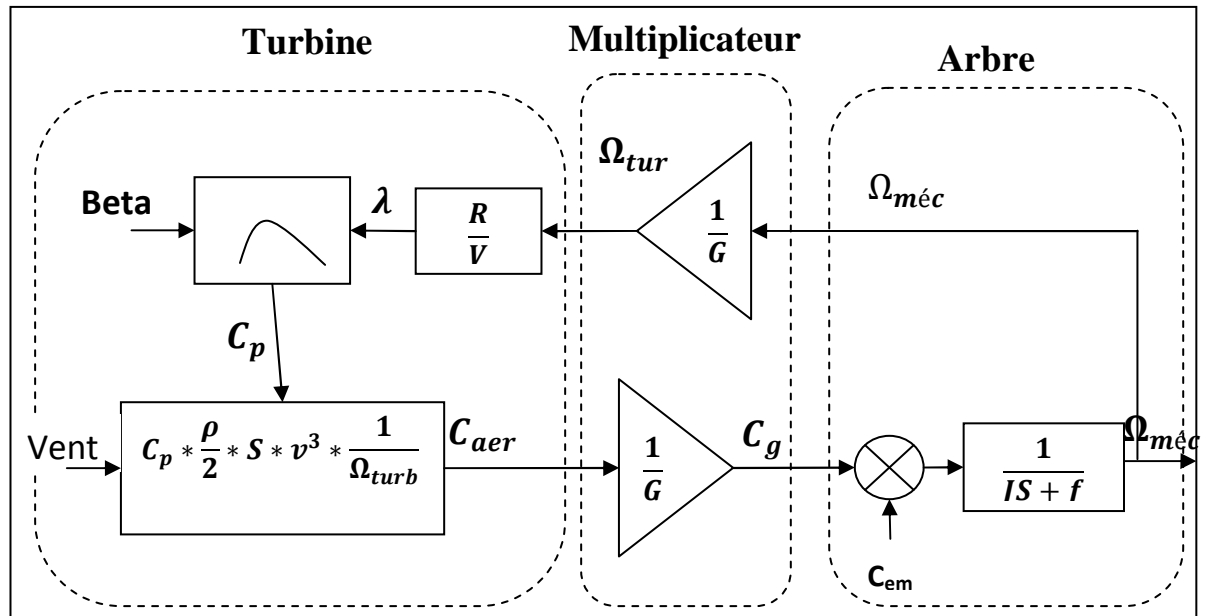 Turbine
Multiplicateur
Arbre
Beta
λ
R/V
Ω_tur
1/G
Ω_méc
C_p
Vent
C_p * ρ/2 * S * v^3 * 1/Ω_turb
C_aer
1/G
C_g
1/(IS + f)
Ω_méc
C_em